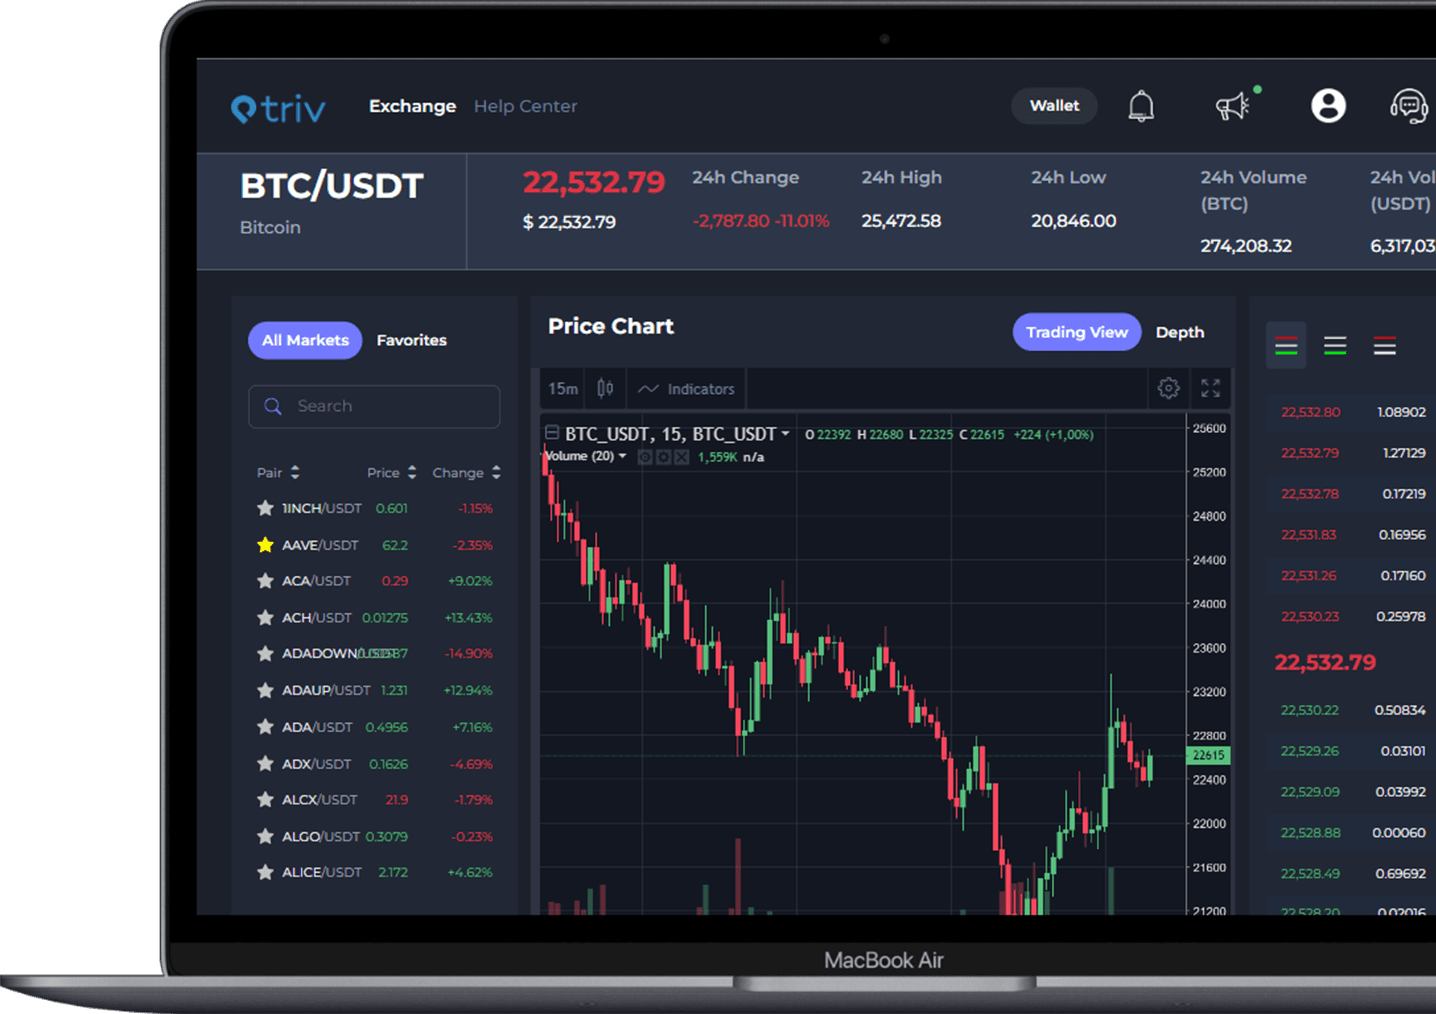 triv
Exchange Help Center
Wallet
BTC/USDT
Bitcoin
22,532.79
$ 22,532.79
24h Change
-2,787.80 -11.01%
24h High
25,472.58
24h Low
20,846.00
24h Volume
(BTC)
274,208.32
24h Vol
(USDT)
6,317,03
All Markets Favorites
Search
Pair Price Change
1INCH/USDT 0.601 -1.15%
AAVE/USDT 62.2 -2.35%
ACA/USDT 0.29 +9.02%
ACH/USDT 0.01275 +13.43%
ADADOWN/USDT -14.90%
ADAUP/USDT 1.231 +12.94%
ADA/USDT 0.4956 +7.16%
ADX/USDT 0.1626 -4.69%
ALCX/USDT 21.9 -1.79%
ALGO/USDT 0.3079 -0.23%
ALICE/USDT 2.172 +4.62%
Price Chart
Trading View Depth
15m Indicators
BTC_USDT, 15, BTC_USDT O 22392 H 22680 L 22325 C 22615 +224 (+1,00%)
Volume (20) 1,559K n/a
25600
25200
24800
24400
24000
23600
23200
22800
22615
22400
22000
21600
21200
22,532.80 1.08902
22,532.79 1.27129
22,532.78 0.17219
22,531.83 0.16956
22,531.26 0.17160
22,530.23 0.25978
22,532.79
22,530.22 0.50834
22,529.26 0.03101
22,529.09 0.03992
22,528.88 0.00060
22,528.49 0.69692
22,528.20 0.02016
MacBook Air